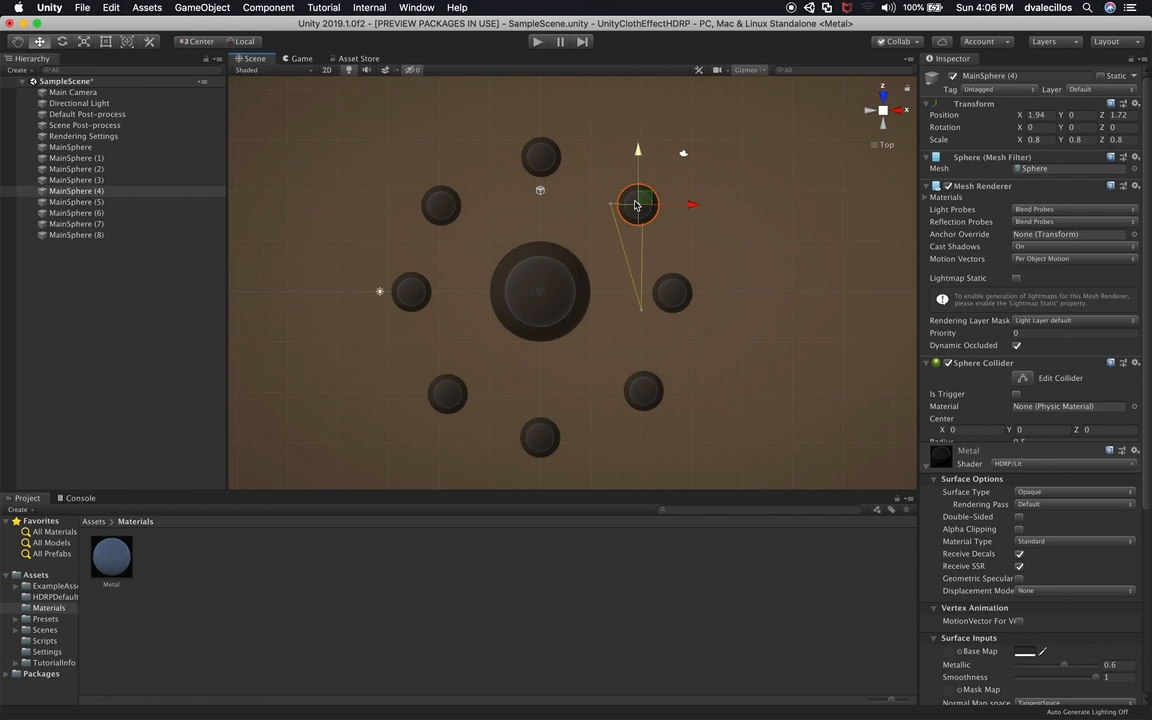 Unity File Edit Assets GameObject Component Tutorial Internal Window Help 100% Sun 4:06 PM dvalecillos
Unity 2019.1.0f2 - [PREVIEW PACKAGES IN USE] - SampleScene.unity - UnityClothEffectHDRP - PC, Mac & Linux Standalone <Metal>
Center Local Collab Account Layers Layout
Hierarchy
Create All
SampleScene*
Main Camera
Directional Light
Default Post-process
Scene Post-process
Rendering Settings
MainSphere
MainSphere (1)
MainSphere (2)
MainSphere (3)
MainSphere (4)
MainSphere (5)
MainSphere (6)
MainSphere (7)
MainSphere (8)
Scene Game Asset Store
Shaded 2D 0 Gizmos All
z
x
Top
Inspector
MainSphere (4) Static
Tag Untagged Layer Default
Transform
Position X 1.94 Y 0 Z 1.72
Rotation X 0 Y 0 Z 0
Scale X 0.8 Y 0.8 Z 0.8
Sphere (Mesh Filter)
Mesh Sphere
Mesh Renderer
Materials
Light Probes Blend Probes
Reflection Probes Blend Probes
Anchor Override None (Transform)
Cast Shadows On
Motion Vectors Per Object Motion
Lightmap Static
To enable generation of lightmaps for this Mesh Renderer, please enable the 'Lightmap Static' property.
Rendering Layer Mask Light Layer default
Priority 0
Dynamic Occluded
Sphere Collider
Edit Collider
Is Trigger
Material None (Physic Material)
Center
X 0 Y 0 Z 0
Radius 0.5
Metal
Shader HDRP/Lit
Surface Options
Surface Type Opaque
Rendering Pass Default
Double-Sided
Alpha Clipping
Material Type Standard
Receive Decals
Receive SSR
Geometric Specular
Displacement Mode None
Vertex Animation
MotionVector For Ve
Surface Inputs
Base Map
Metallic 0.6
Smoothness 1
Mask Map
Normal Map space TangentSpace
Auto Generate Lighting Off
Project Console
Create
Favorites
All Materials
All Models
All Prefabs
Assets
ExampleAsse
HDRPDefault
Materials
Presets
Scenes
Scripts
Settings
TutorialInfo
Packages
Assets Materials
Metal